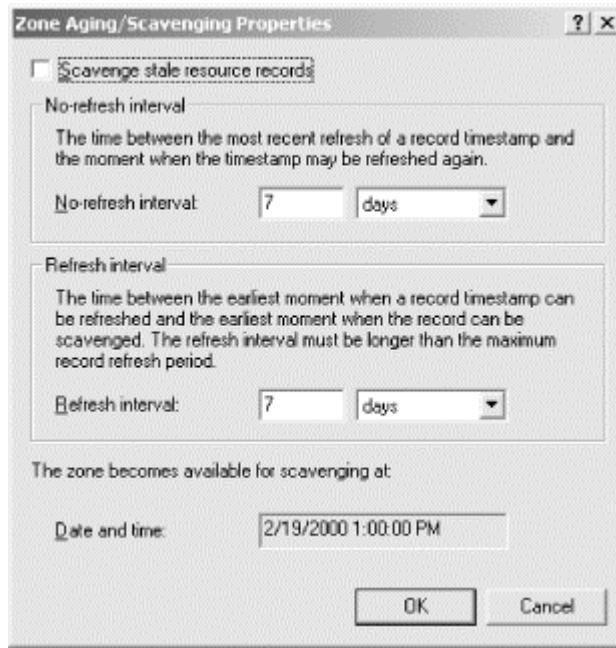 Zone Aging/Scavenging Properties
Scavenge stale resource records
No-refresh interval
The time between the most recent refresh of a record timestamp and
the moment when the timestamp may be refreshed again.
No-refresh interval: 7 days
Refresh interval
The time between the earliest moment when a record timestamp can
be refreshed and the earliest moment when the record can be
scavenged. The refresh interval must be longer than the maximum
record refresh period.
Refresh interval: 7 days
The zone becomes available for scavenging at:
Date and time: 2/19/2000 1:00:00 PM
OK Cancel